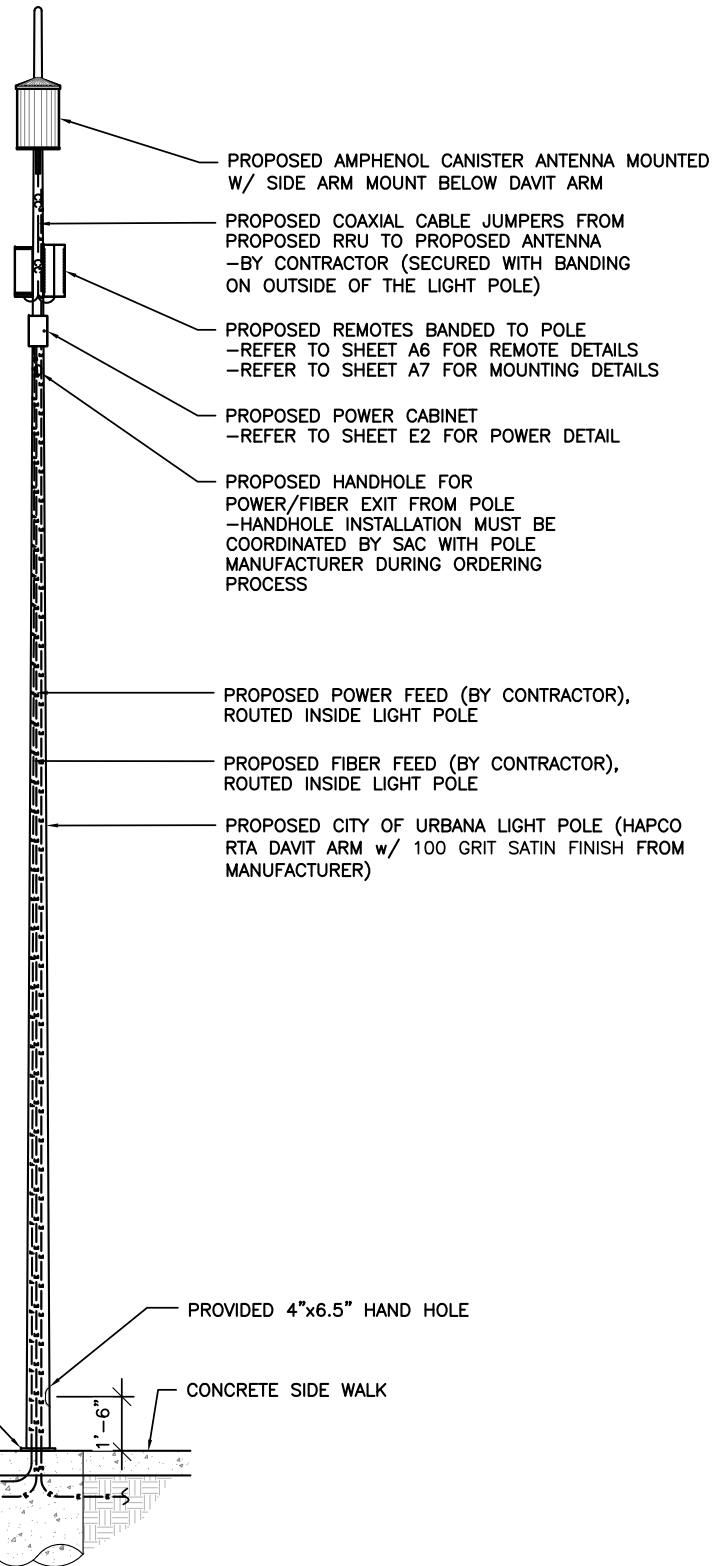 PROPOSED AMPHENOL CANISTER ANTENNA MOUNTED
W/ SIDE ARM MOUNT BELOW DAVIT ARM
PROPOSED COAXIAL CABLE JUMPERS FROM
PROPOSED RRU TO PROPOSED ANTENNA
-BY CONTRACTOR (SECURED WITH BANDING
ON OUTSIDE OF THE LIGHT POLE)
PROPOSED REMOTES BANDED TO POLE
-REFER TO SHEET A6 FOR REMOTE DETAILS
-REFER TO SHEET A7 FOR MOUNTING DETAILS
PROPOSED POWER CABINET
-REFER TO SHEET E2 FOR POWER DETAIL
PROPOSED HANDHOLE FOR
POWER/FIBER EXIT FROM POLE
-HANDHOLE INSTALLATION MUST BE
COORDINATED BY SAC WITH POLE
MANUFACTURER DURING ORDERING
PROCESS
PROPOSED POWER FEED (BY CONTRACTOR),
ROUTED INSIDE LIGHT POLE
PROPOSED FIBER FEED (BY CONTRACTOR),
ROUTED INSIDE LIGHT POLE
PROPOSED CITY OF URBANA LIGHT POLE (HAPCO
RTA DAVIT ARM w/ 100 GRIT SATIN FINISH FROM
MANUFACTURER)
PROVIDED 4"x6.5" HAND HOLE
CONCRETE SIDE WALK
1'-6"